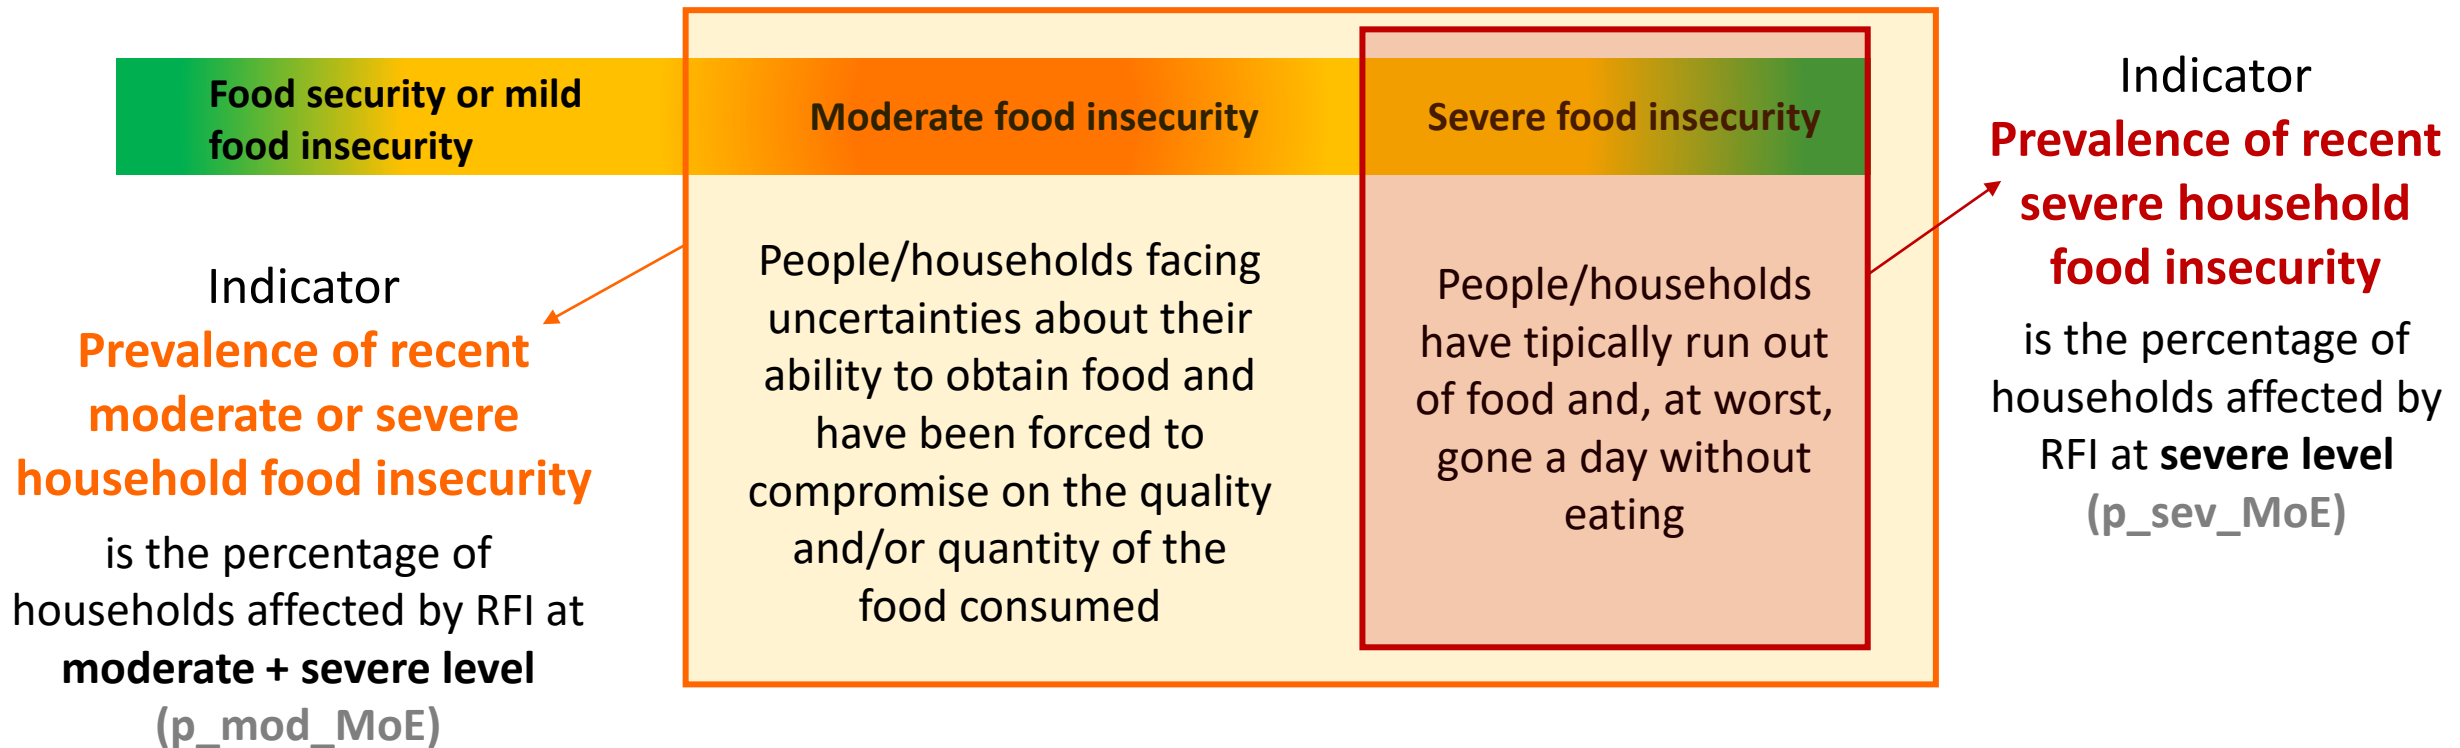 Food security or mild
food insecurity
Moderate food insecurity
Severe food insecurity
Indicator
Prevalence of recent
moderate or severe
household food insecurity
is the percentage of
households affected by RFI at
moderate + severe level
(p_mod_MoE)
People/households facing
uncertainties about their
ability to obtain food and
have been forced to
compromise on the quality
and/or quantity of the
food consumed
People/households
have tipically run out
of food and, at worst,
gone a day without
eating
Indicator
Prevalence of recent
severe household
food insecurity
is the percentage of
households affected by
RFI at severe level
(p_sev_MoE)